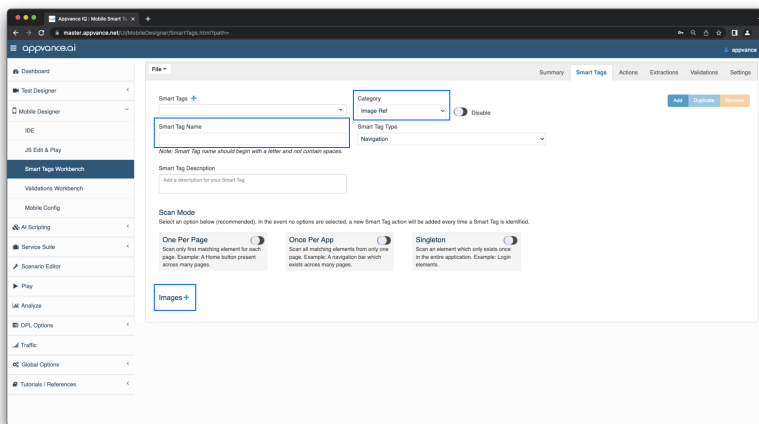 Appvance IQ : Mobile Smart Ta
master.appvance.net/UI/MobileDesigner/SmartTags.html?path=
appvance.ai
appvance
Dashboard
Test Designer
Mobile Designer
IDE
JS Edit & Play
Smart Tags Workbench
Validations Workbench
Mobile Config
AI Scripting
Service Suite
Scenario Editor
Play
Analyze
DPL Options
Traffic
Global Options
Tutorials / References
File
Summary Smart Tags Actions Extractions Validations Settings
Smart Tags +
Category
Image Ref
Disable
Add Duplicate Remove
Smart Tag Name
Smart Tag Type
Navigation
Note: Smart Tag name should begin with a letter and not contain spaces.
Smart Tag Description
Add a description for your Smart Tag
Scan Mode
Select an option below (recommended). In the event no options are selected, a new Smart Tag action will be added every time a Smart Tag is identified.
One Per Page
Scan only first matching element for each
page. Example: A Home button present
across many pages.
Once Per App
Scan all matching elements from only one
page. Example: A navigation bar which
exists across many pages.
Singleton
Scan an element which only exists once
in the entire application. Example: Login
elements.
Images +